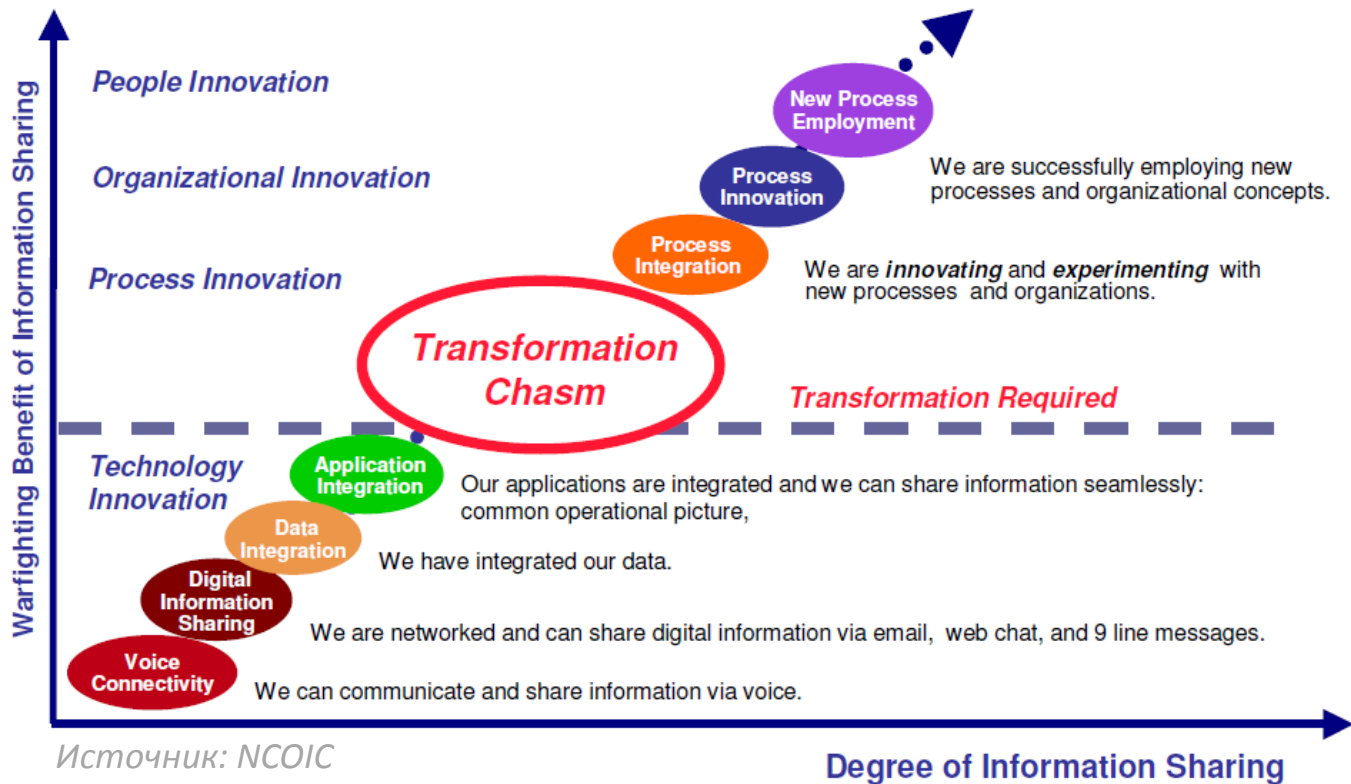 Warfighting Benefit of Information Sharing
People Innovation
New Process
Employment
Organizational Innovation
Process
Innovation
We are successfully employing new
processes and organizational concepts.
Process Innovation
Process
Integration
We are innovating and experimenting with
new processes and organizations.
Transformation
Chasm
Transformation Required
Technology
Innovation
Application
Integration
Our applications are integrated and we can share information seamlessly:
common operational picture,
Data
Integration
We have integrated our data.
Digital
Information
Sharing
We are networked and can share digital information via email, web chat, and 9 line messages.
Voice
Connectivity
We can communicate and share information via voice.
Источник: NCOIC
Degree of Information Sharing